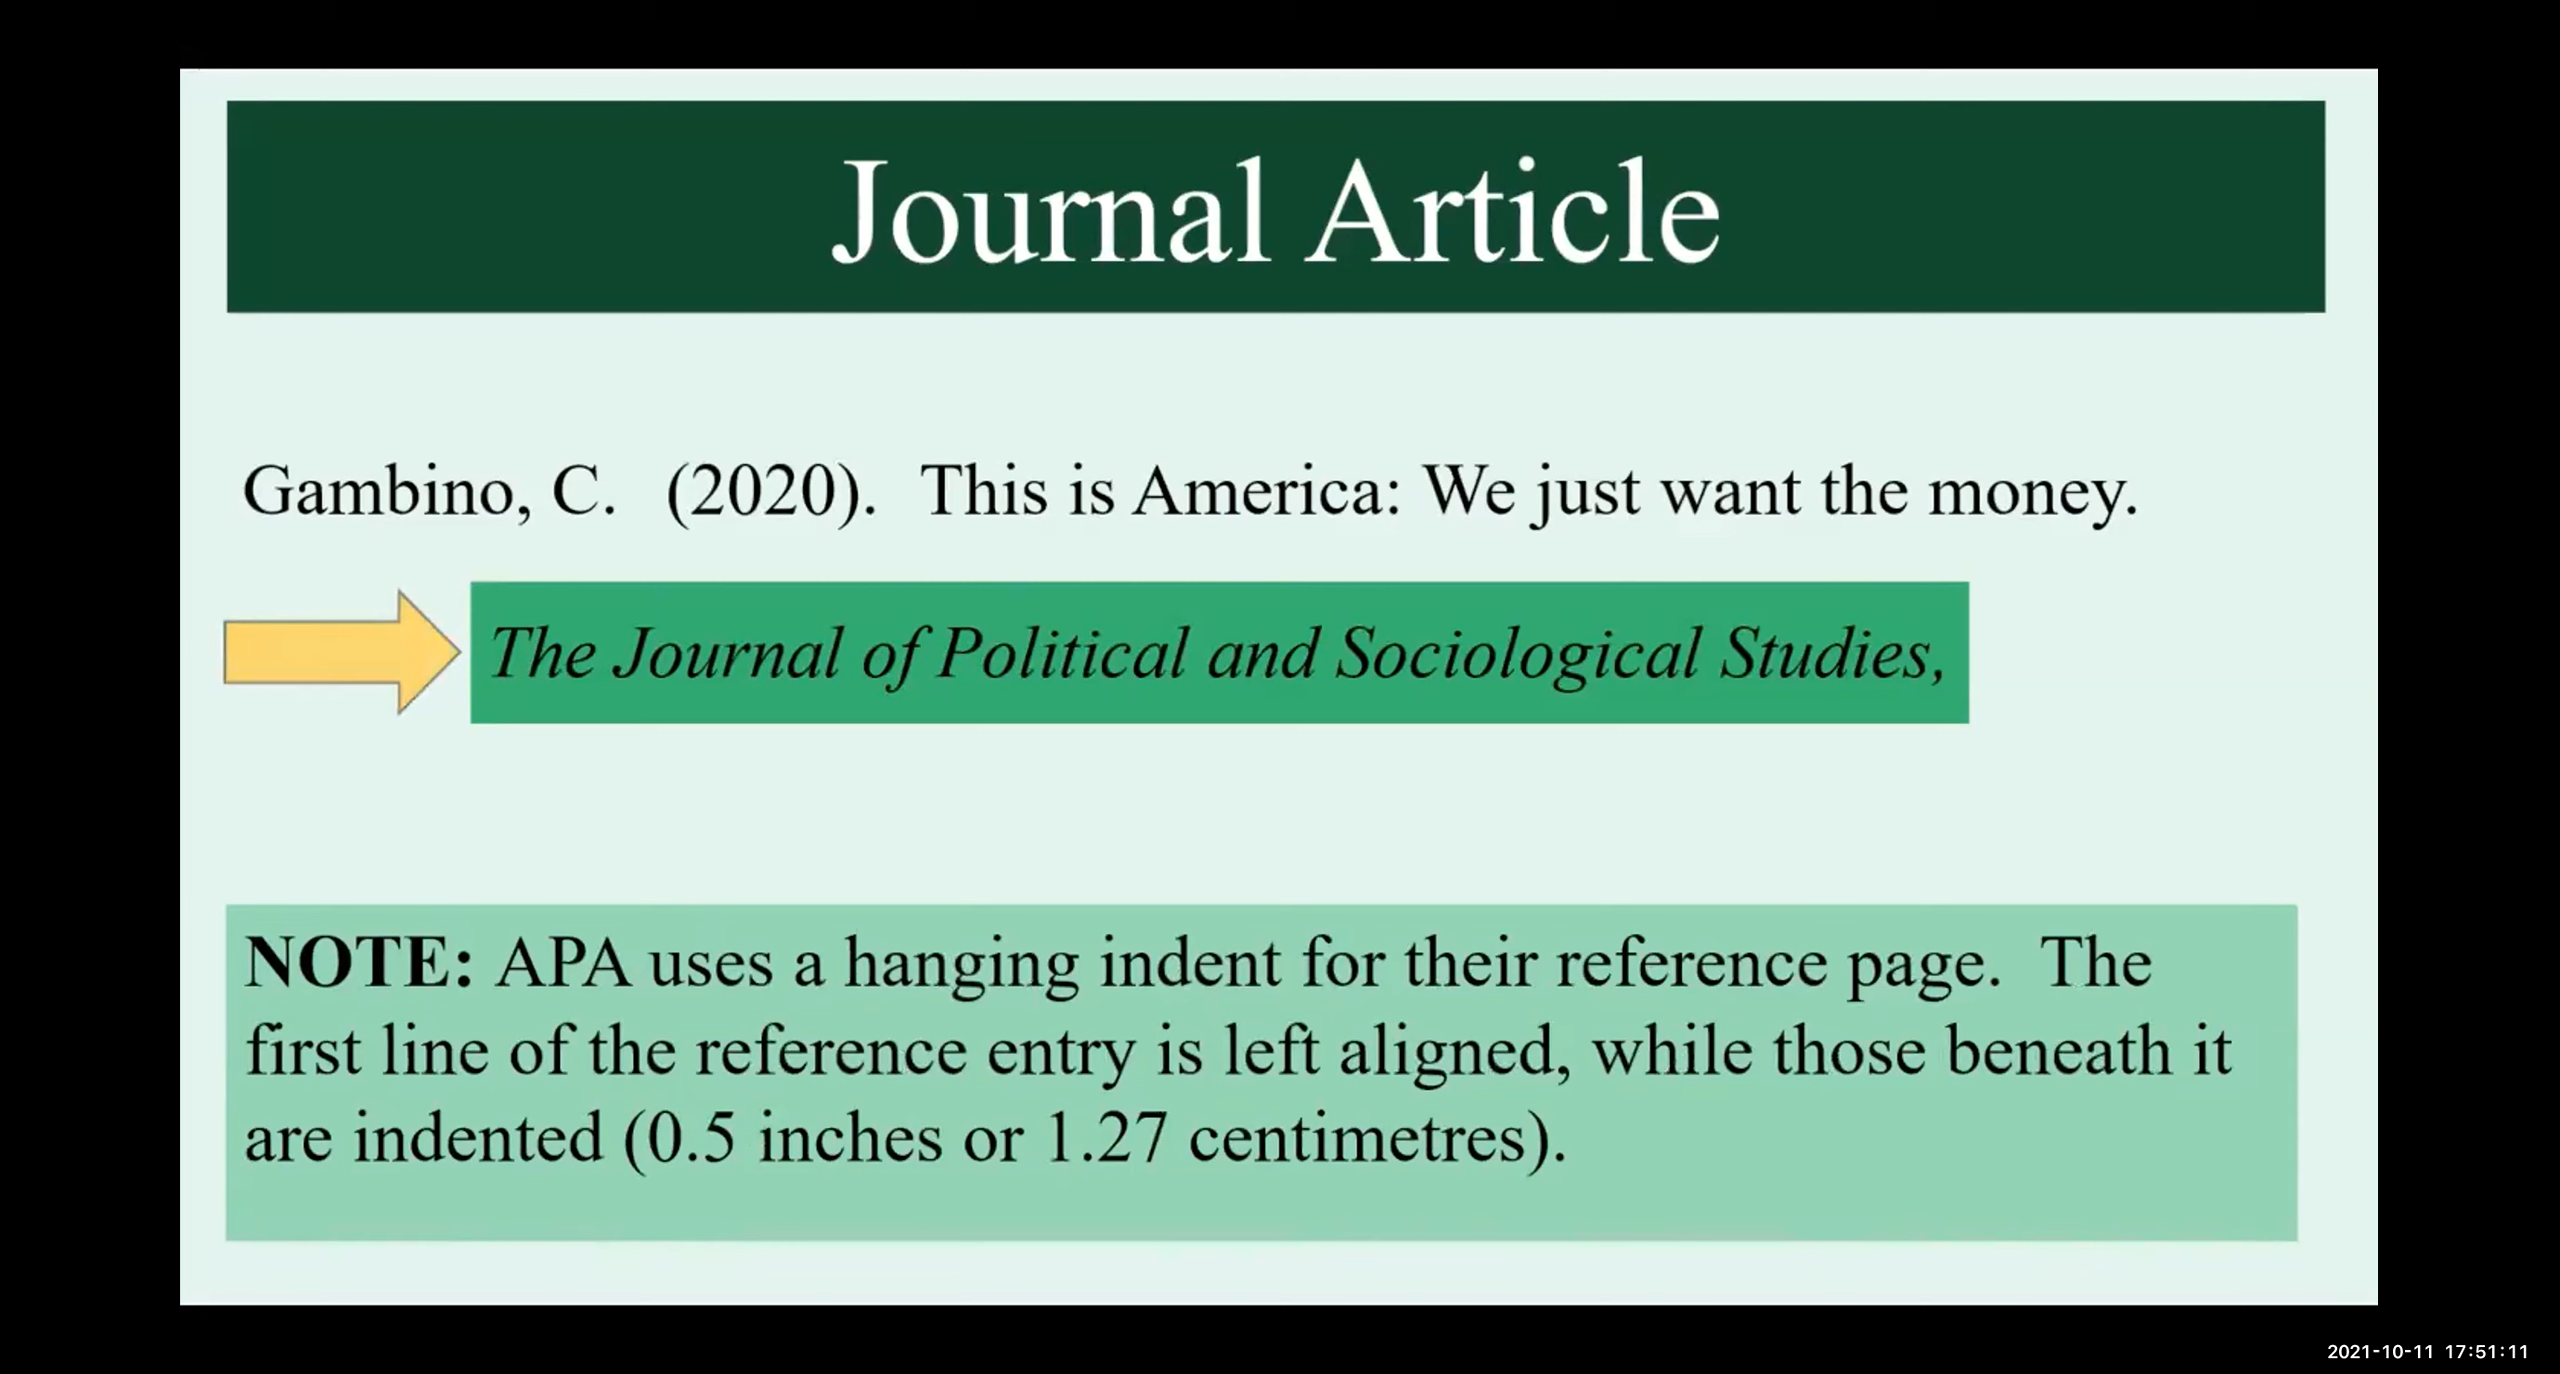 Journal Article
Gambino, C.  (2020).  This is America: We just want the money.
The Journal of Political and Sociological Studies,
NOTE: APA uses a hanging indent for their reference page.  The
first line of the reference entry is left aligned, while those beneath it
are indented (0.5 inches or 1.27 centimetres).
2021-10-11 17:51:11